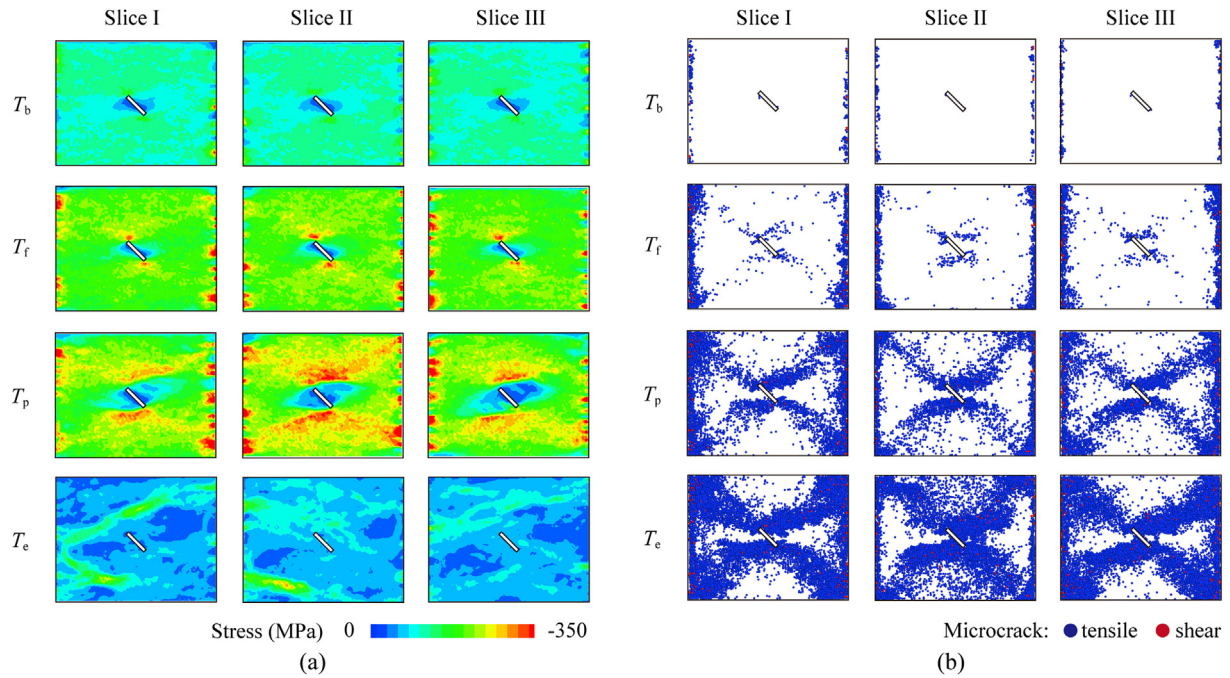 Slice I Slice II Slice III Slice I Slice II Slice III
Tb Tb
Tf Tf
Tp Tp
Te Te
Stress (MPa) 0 -350 Microcrack: tensile shear
(a) (b)